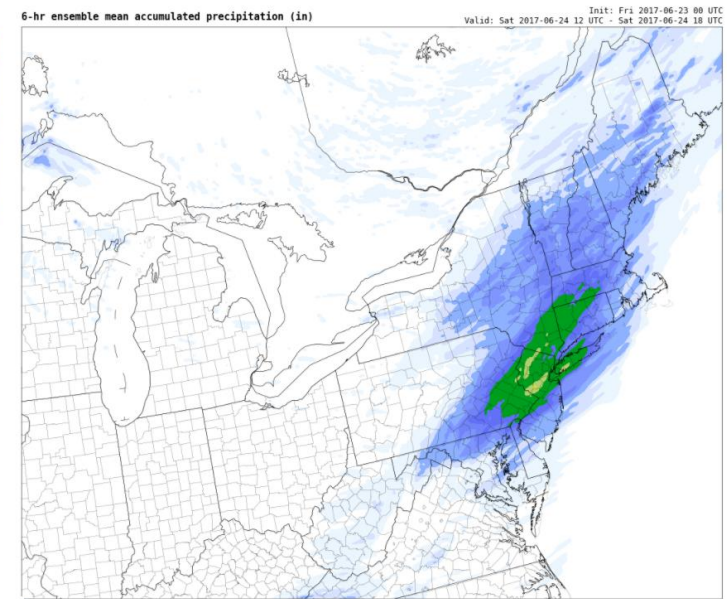 6-hr ensemble mean accumulated precipitation (in)
Init: Fri 2017-06-23 00 UTC
Valid: Sat 2017-06-24 12 UTC - Sat 2017-06-24 18 UTC